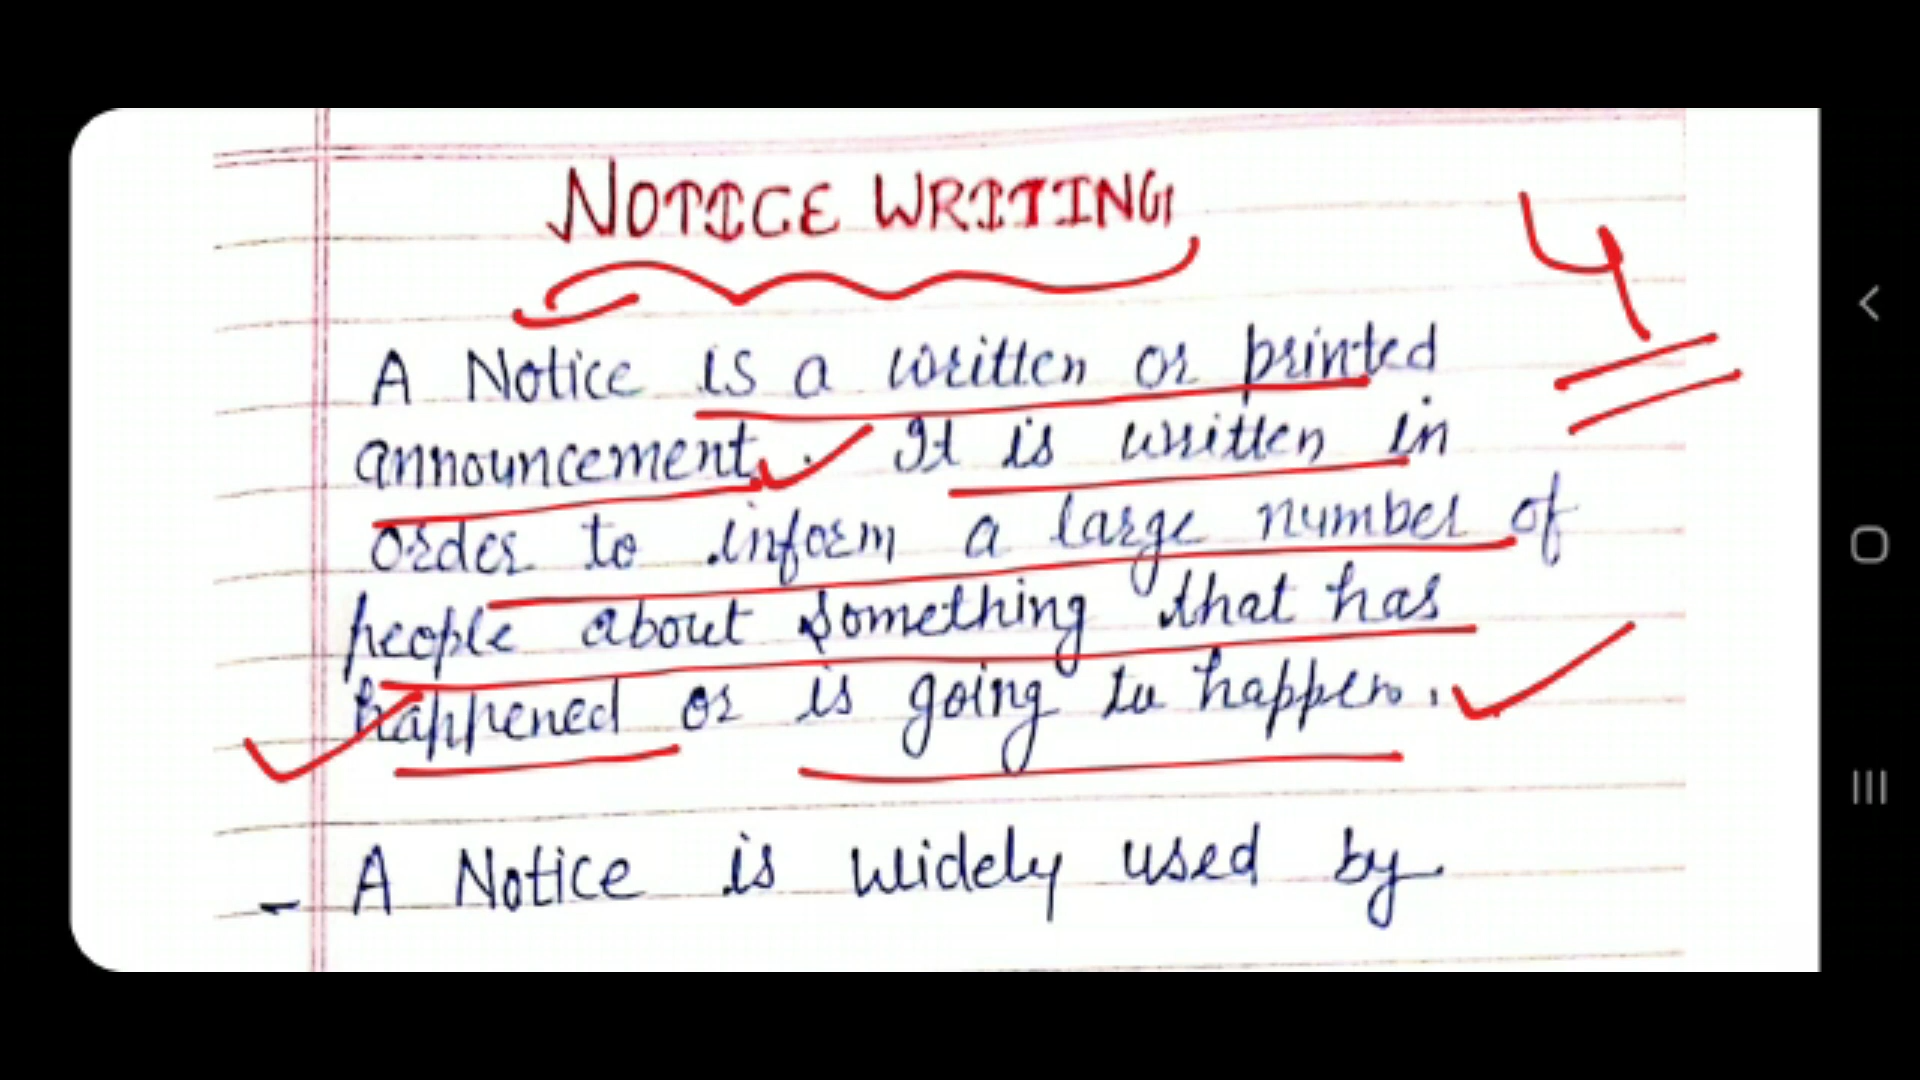 NOTICE WRITING
4
A Notice is a written or printed
announcement. It is written in
order to inform a large number of
people about something that has
happened or is going to happen.
- A Notice is widely used by